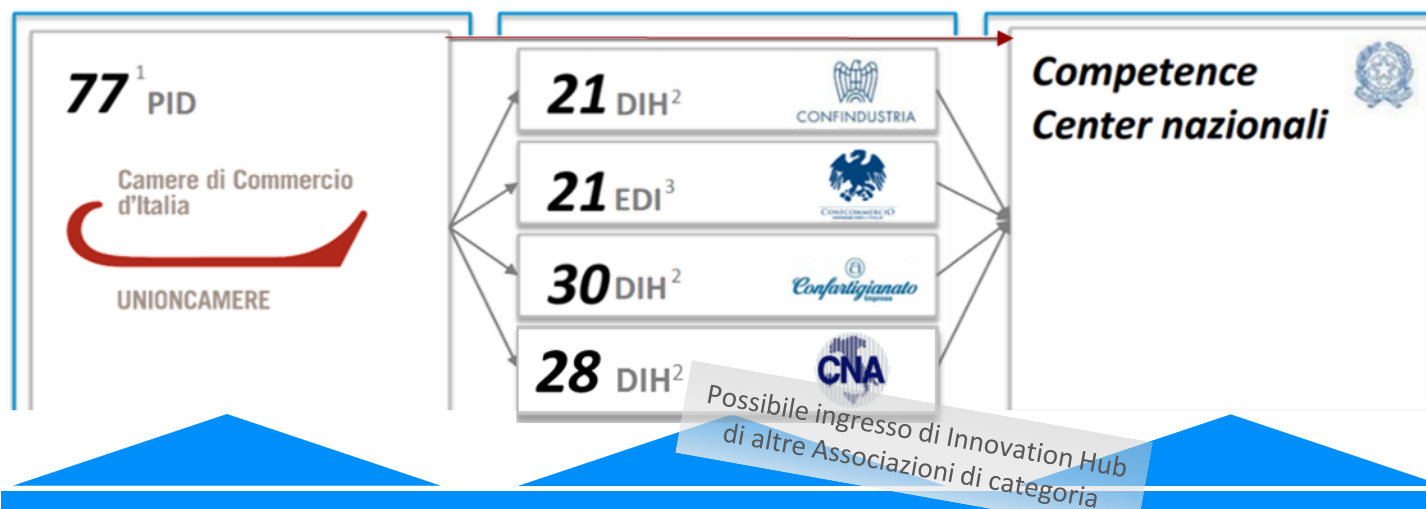 77¹ PID
Camere di Commercio
d'Italia
UNIONCAMERE
21 DIH²
CONFINDUSTRIA
21 EDI³
CONFCOMMERCIO
30 DIH²
Confartigianato
Imprese
28 DIH²
CNA
Possibile ingresso di Innovation Hub
di altre Associazioni di categoria
Competence
Center nazionali